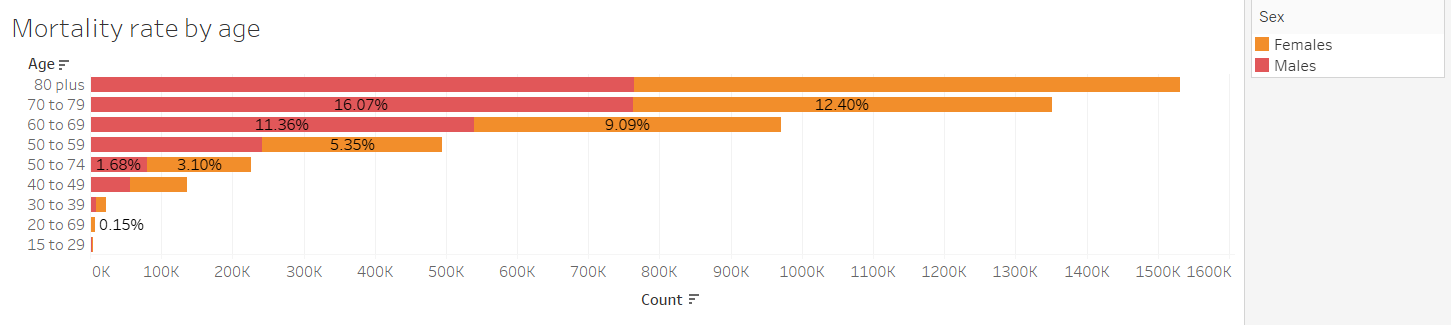 Mortality rate by age
Age
80 plus
70 to 79 16.07% 12.40%
60 to 69 11.36% 9.09%
50 to 59 5.35%
50 to 74 1.68% 3.10%
40 to 49
30 to 39
20 to 69 0.15%
15 to 29
0K 100K 200K 300K 400K 500K 600K 700K 800K 900K 1000K 1100K 1200K 1300K 1400K 1500K 1600K
Count
Sex
Females
Males